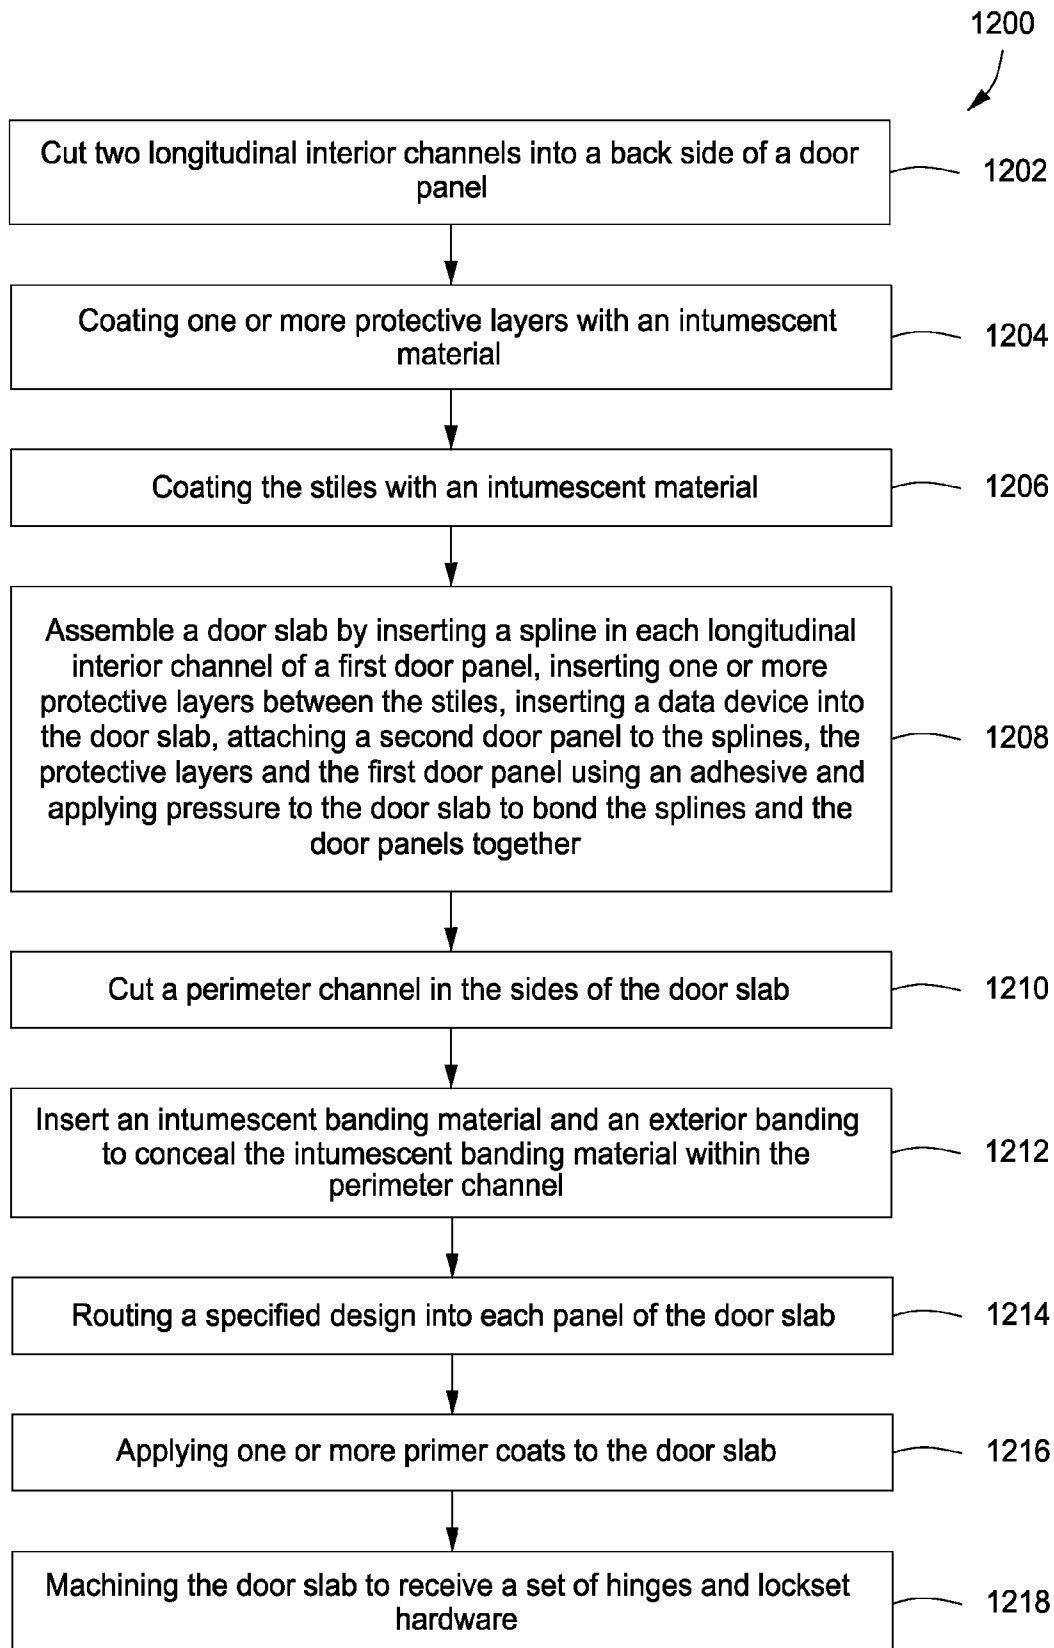 1200
Cut two longitudinal interior channels into a back side of a door
panel
1202
Coating one or more protective layers with an intumescent
material
1204
Coating the stiles with an intumescent material
1206
Assemble a door slab by inserting a spline in each longitudinal
interior channel of a first door panel, inserting one or more
protective layers between the stiles, inserting a data device into
the door slab, attaching a second door panel to the splines, the
protective layers and the first door panel using an adhesive and
applying pressure to the door slab to bond the splines and the
door panels together
1208
Cut a perimeter channel in the sides of the door slab
1210
Insert an intumescent banding material and an exterior banding
to conceal the intumescent banding material within the
perimeter channel
1212
Routing a specified design into each panel of the door slab
1214
Applying one or more primer coats to the door slab
1216
Machining the door slab to receive a set of hinges and lockset
hardware
1218